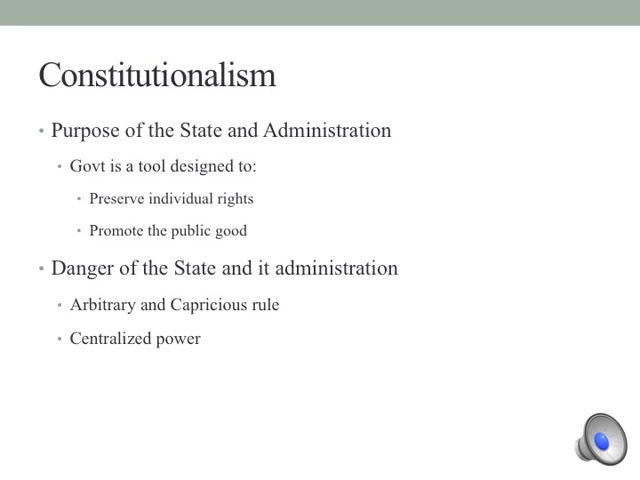 Constitutionalism
• Purpose of the State and Administration
• Govt is a tool designed to:
• Preserve individual rights
• Promote the public good
• Danger of the State and it administration
• Arbitrary and Capricious rule
• Centralized power